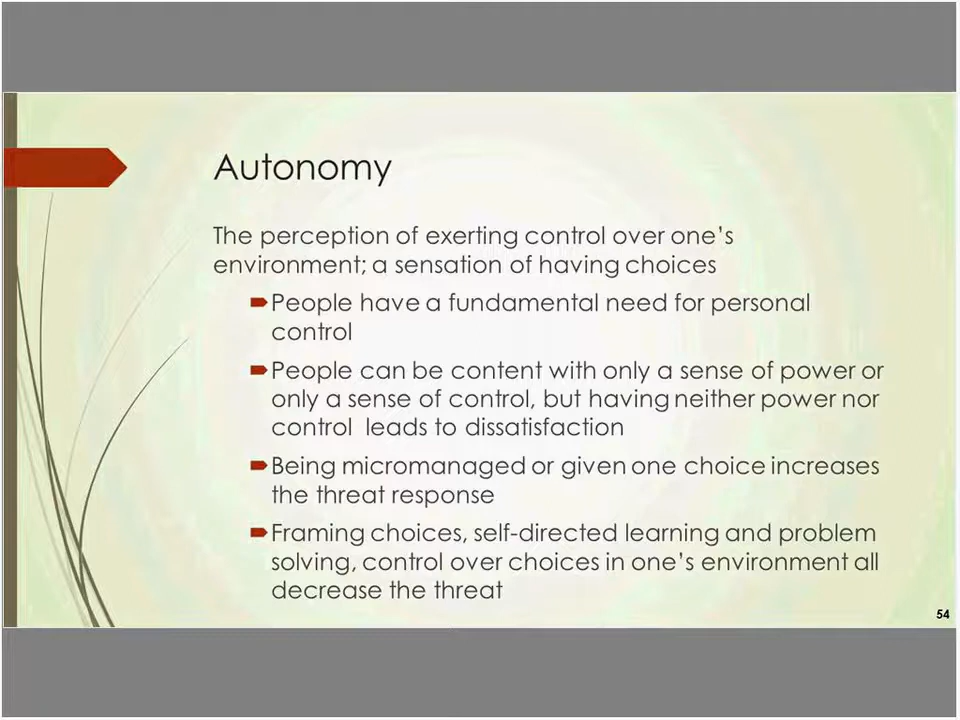 Autonomy
The perception of exerting control over one's
environment; a sensation of having choices
People have a fundamental need for personal
control
People can be content with only a sense of power or
only a sense of control, but having neither power nor
control leads to dissatisfaction
Being micromanaged or given one choice increases
the threat response
Framing choices, self-directed learning and problem
solving, control over choices in one's environment all
decrease the threat
54